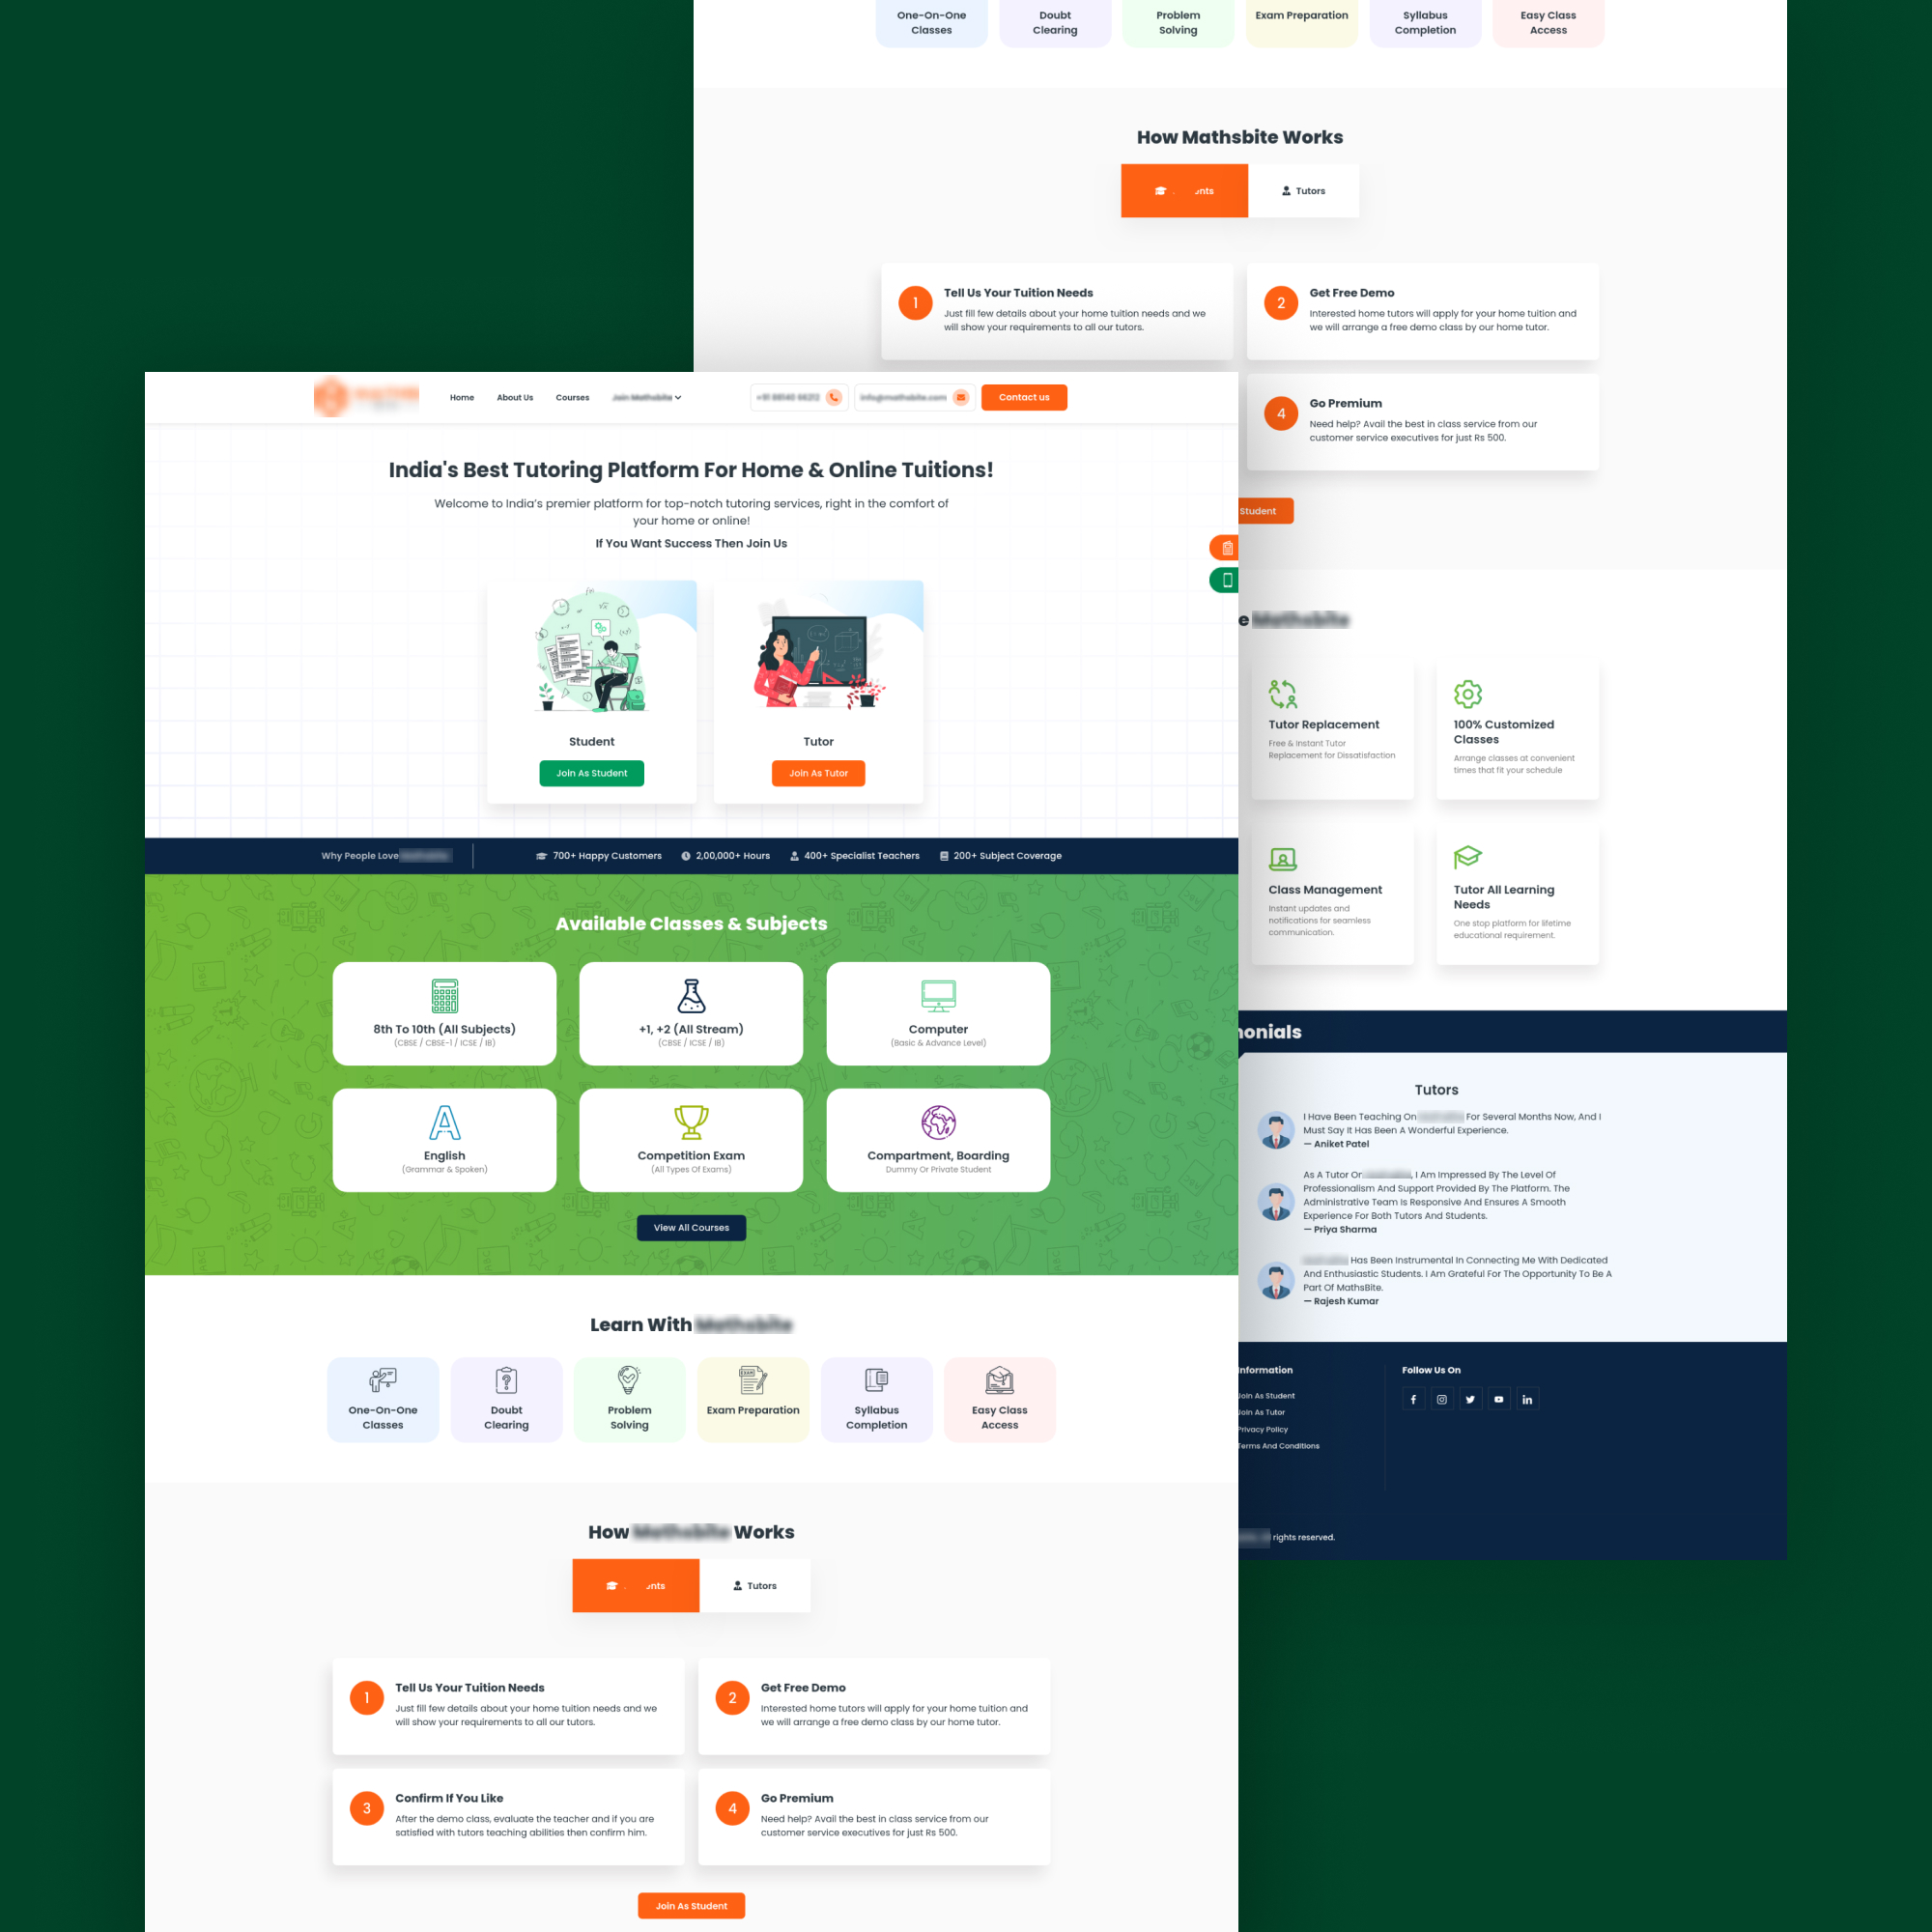 One-On-One
Classes
Doubt
Clearing
Problem
Solving
Exam Preparation
Syllabus
Completion
Easy Class
Access
How Mathsbite Works
nts
Tutors
1
Tell Us Your Tuition Needs
Just fill few details about your home tuition needs and we
will show your requirements to all our tutors.
2
Get Free Demo
Interested home tutors will apply for your home tuition and
we will arrange a free demo class by our home tutor.
4
Go Premium
Need help? Avail the best in class service from our
customer service executives for just Rs 500.
Student
e
Tutor Replacement
Free & Instant Tutor
Replacement for Dissatisfaction
100% Customized
Classes
Arrange classes at convenient
times that fit your schedule
Class Management
Instant updates and
notifications for seamless
communication.
Tutor All Learning
Needs
One stop platform for lifetime
educational requirement.
monials
Tutors
I Have Been Teaching On For Several Months Now, And I
Must Say It Has Been A Wonderful Experience.
— Aniket Patel
As A Tutor On , I Am Impressed By The Level Of
Professionalism And Support Provided By The Platform. The
Administrative Team Is Responsive And Ensures A Smooth
Experience For Both Tutors And Students.
— Priya Sharma
Has Been Instrumental In Connecting Me With Dedicated
And Enthusiastic Students. I Am Grateful For The Opportunity To Be A
Part Of MathsBite.
— Rajesh Kumar
Information
Join As Student
Join As Tutor
Privacy Policy
Terms And Conditions
Follow Us On
rights reserved.
Home
About Us
Courses
Contact us
India's Best Tutoring Platform For Home & Online Tuitions!
Welcome to India's premier platform for top-notch tutoring services, right in the comfort of
your home or online!
If You Want Success Then Join Us
Student
Join As Student
Tutor
Join As Tutor
Why People Love
700+ Happy Customers
2,00,000+ Hours
400+ Specialist Teachers
200+ Subject Coverage
Available Classes & Subjects
8th To 10th (All Subjects)
(CBSE / CBSE-I / ICSE / IB)
+1, +2 (All Stream)
(CBSE / ICSE / IB)
Computer
(Basic & Advance Level)
English
(Grammar & Spoken)
Competition Exam
(All Types Of Exams)
Compartment, Boarding
Dummy Or Private Student
View All Courses
Learn With
One-On-One
Classes
Doubt
Clearing
Problem
Solving
Exam Preparation
Syllabus
Completion
Easy Class
Access
How Works
nts
Tutors
1
Tell Us Your Tuition Needs
Just fill few details about your home tuition needs and we
will show your requirements to all our tutors.
2
Get Free Demo
Interested home tutors will apply for your home tuition and
we will arrange a free demo class by our home tutor.
3
Confirm If You Like
After the demo class, evaluate the teacher and if you are
satisfied with tutors teaching abilities then confirm him.
4
Go Premium
Need help? Avail the best in class service from our
customer service executives for just Rs 500.
Join As Student